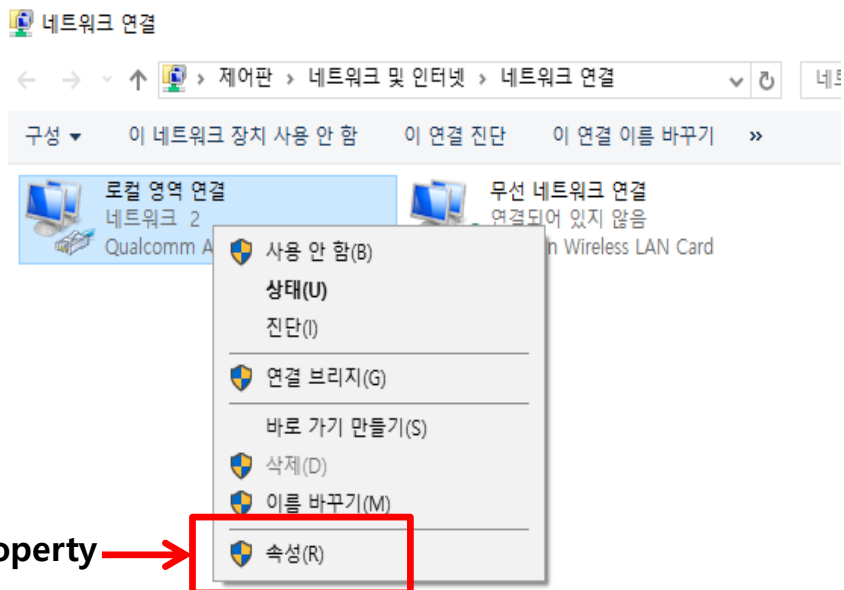 네트워크 연결
제어판 › 네트워크 및 인터넷 › 네트워크 연결
구성 이 네트워크 장치 사용 안 함 이 연결 진단 이 연결 이름 바꾸기 »
로컬 영역 연결
네트워크 2
Qualcomm
무선 네트워크 연결
연결되어 있지 않음
Wireless LAN Card
사용 안 함(B)
상태(U)
진단(I)
연결 브리지(G)
바로 가기 만들기(S)
삭제(D)
이름 바꾸기(M)
속성(R)
operty